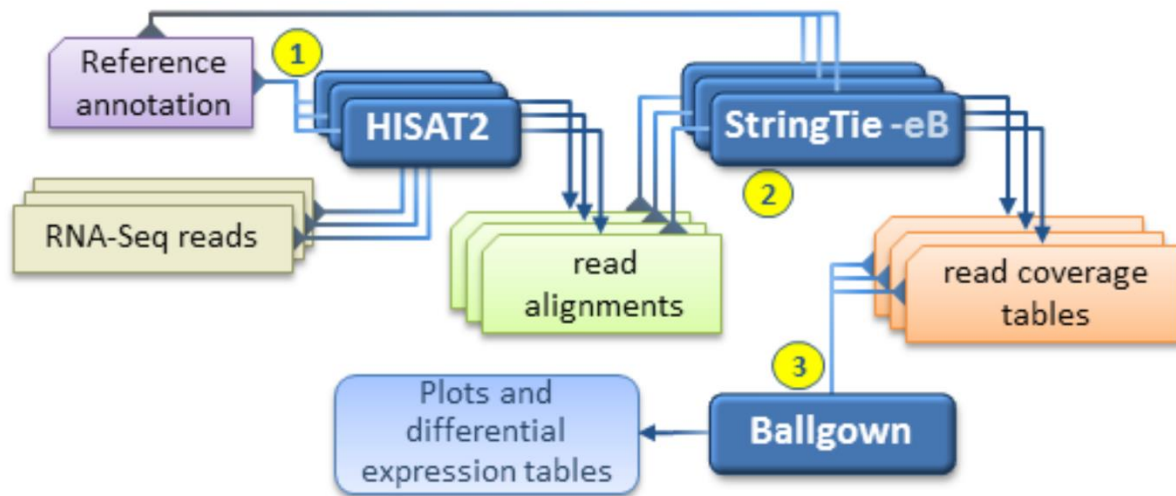 1
Reference
annotation
HISAT2
StringTie -eB
2
RNA-Seq reads
read
alignments
read coverage
tables
3
Plots and
differential
expression tables
Ballgown